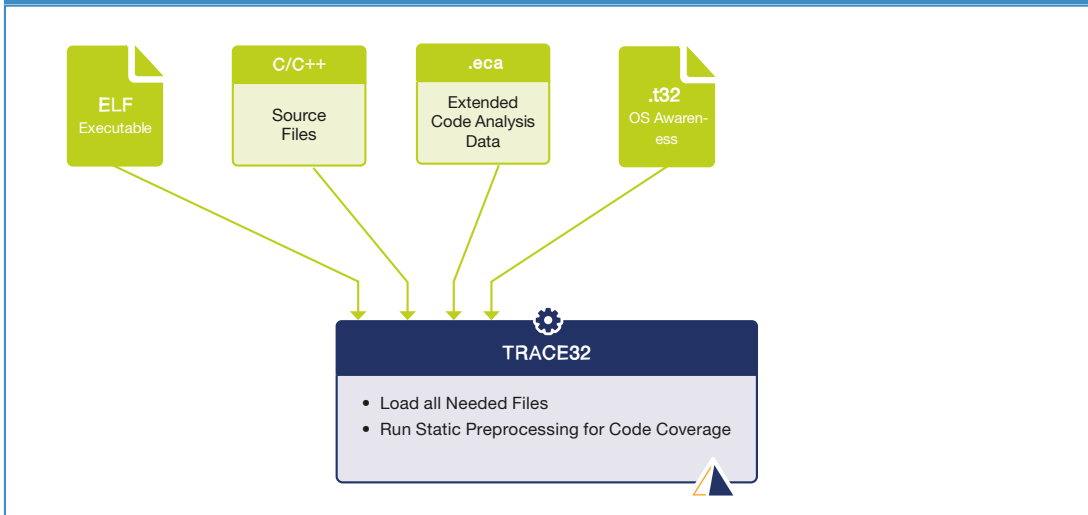 ELF
Executable
C/C++
Source
Files
.eca
Extended
Code Analysis
Data
.t32
OS Awaren-
ess
TRACE32
• Load all Needed Files
• Run Static Preprocessing for Code Coverage